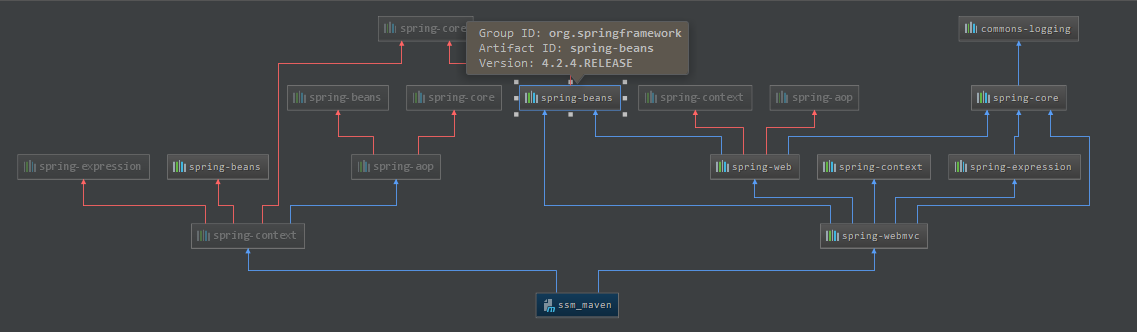 spring-core
Group ID: org.springframework
Artifact ID: spring-beans
Version: 4.2.4.RELEASE
commons-logging
spring-beans
spring-core
spring-beans
spring-context
spring-aop
spring-core
spring-expression
spring-beans
spring-aop
spring-web
spring-context
spring-expression
spring-context
spring-webmvc
ssm_maven